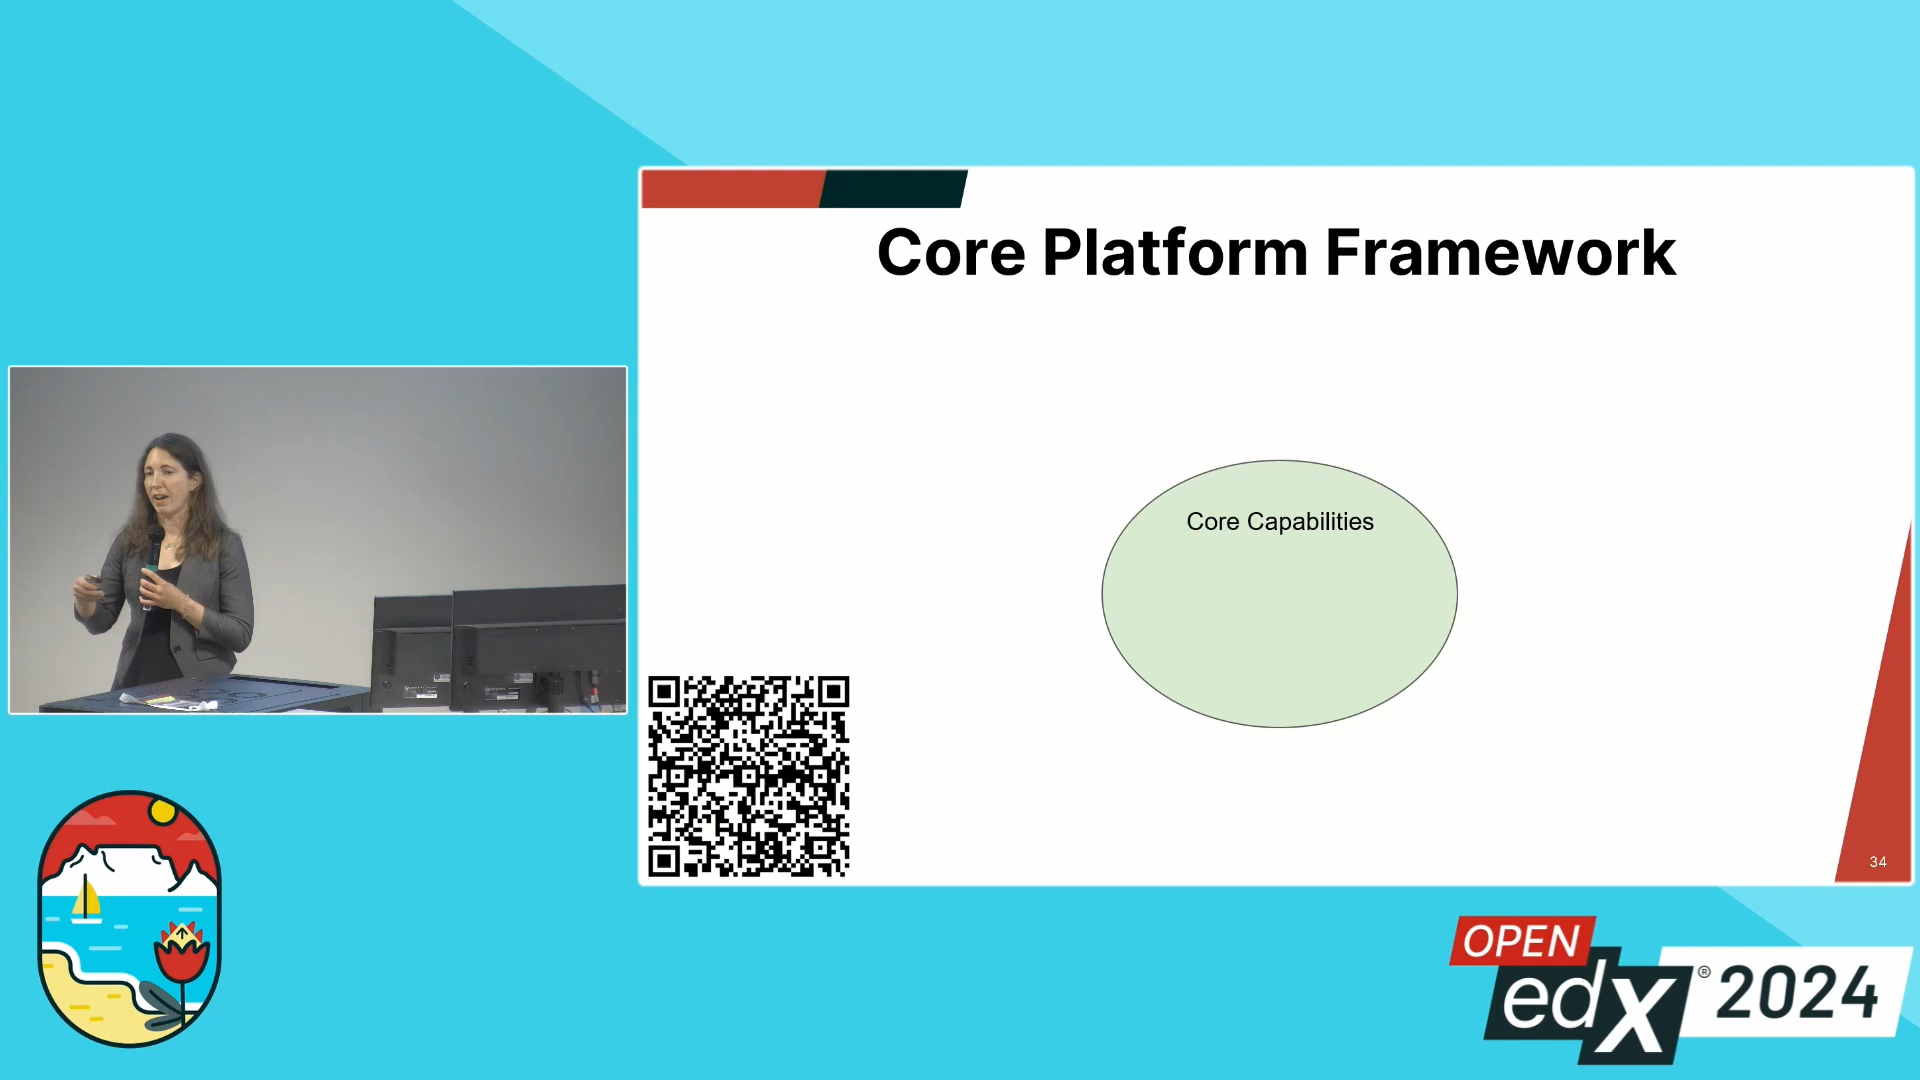 Core Platform Framework
Core Capabilities
34
OPEN
edX® 2024